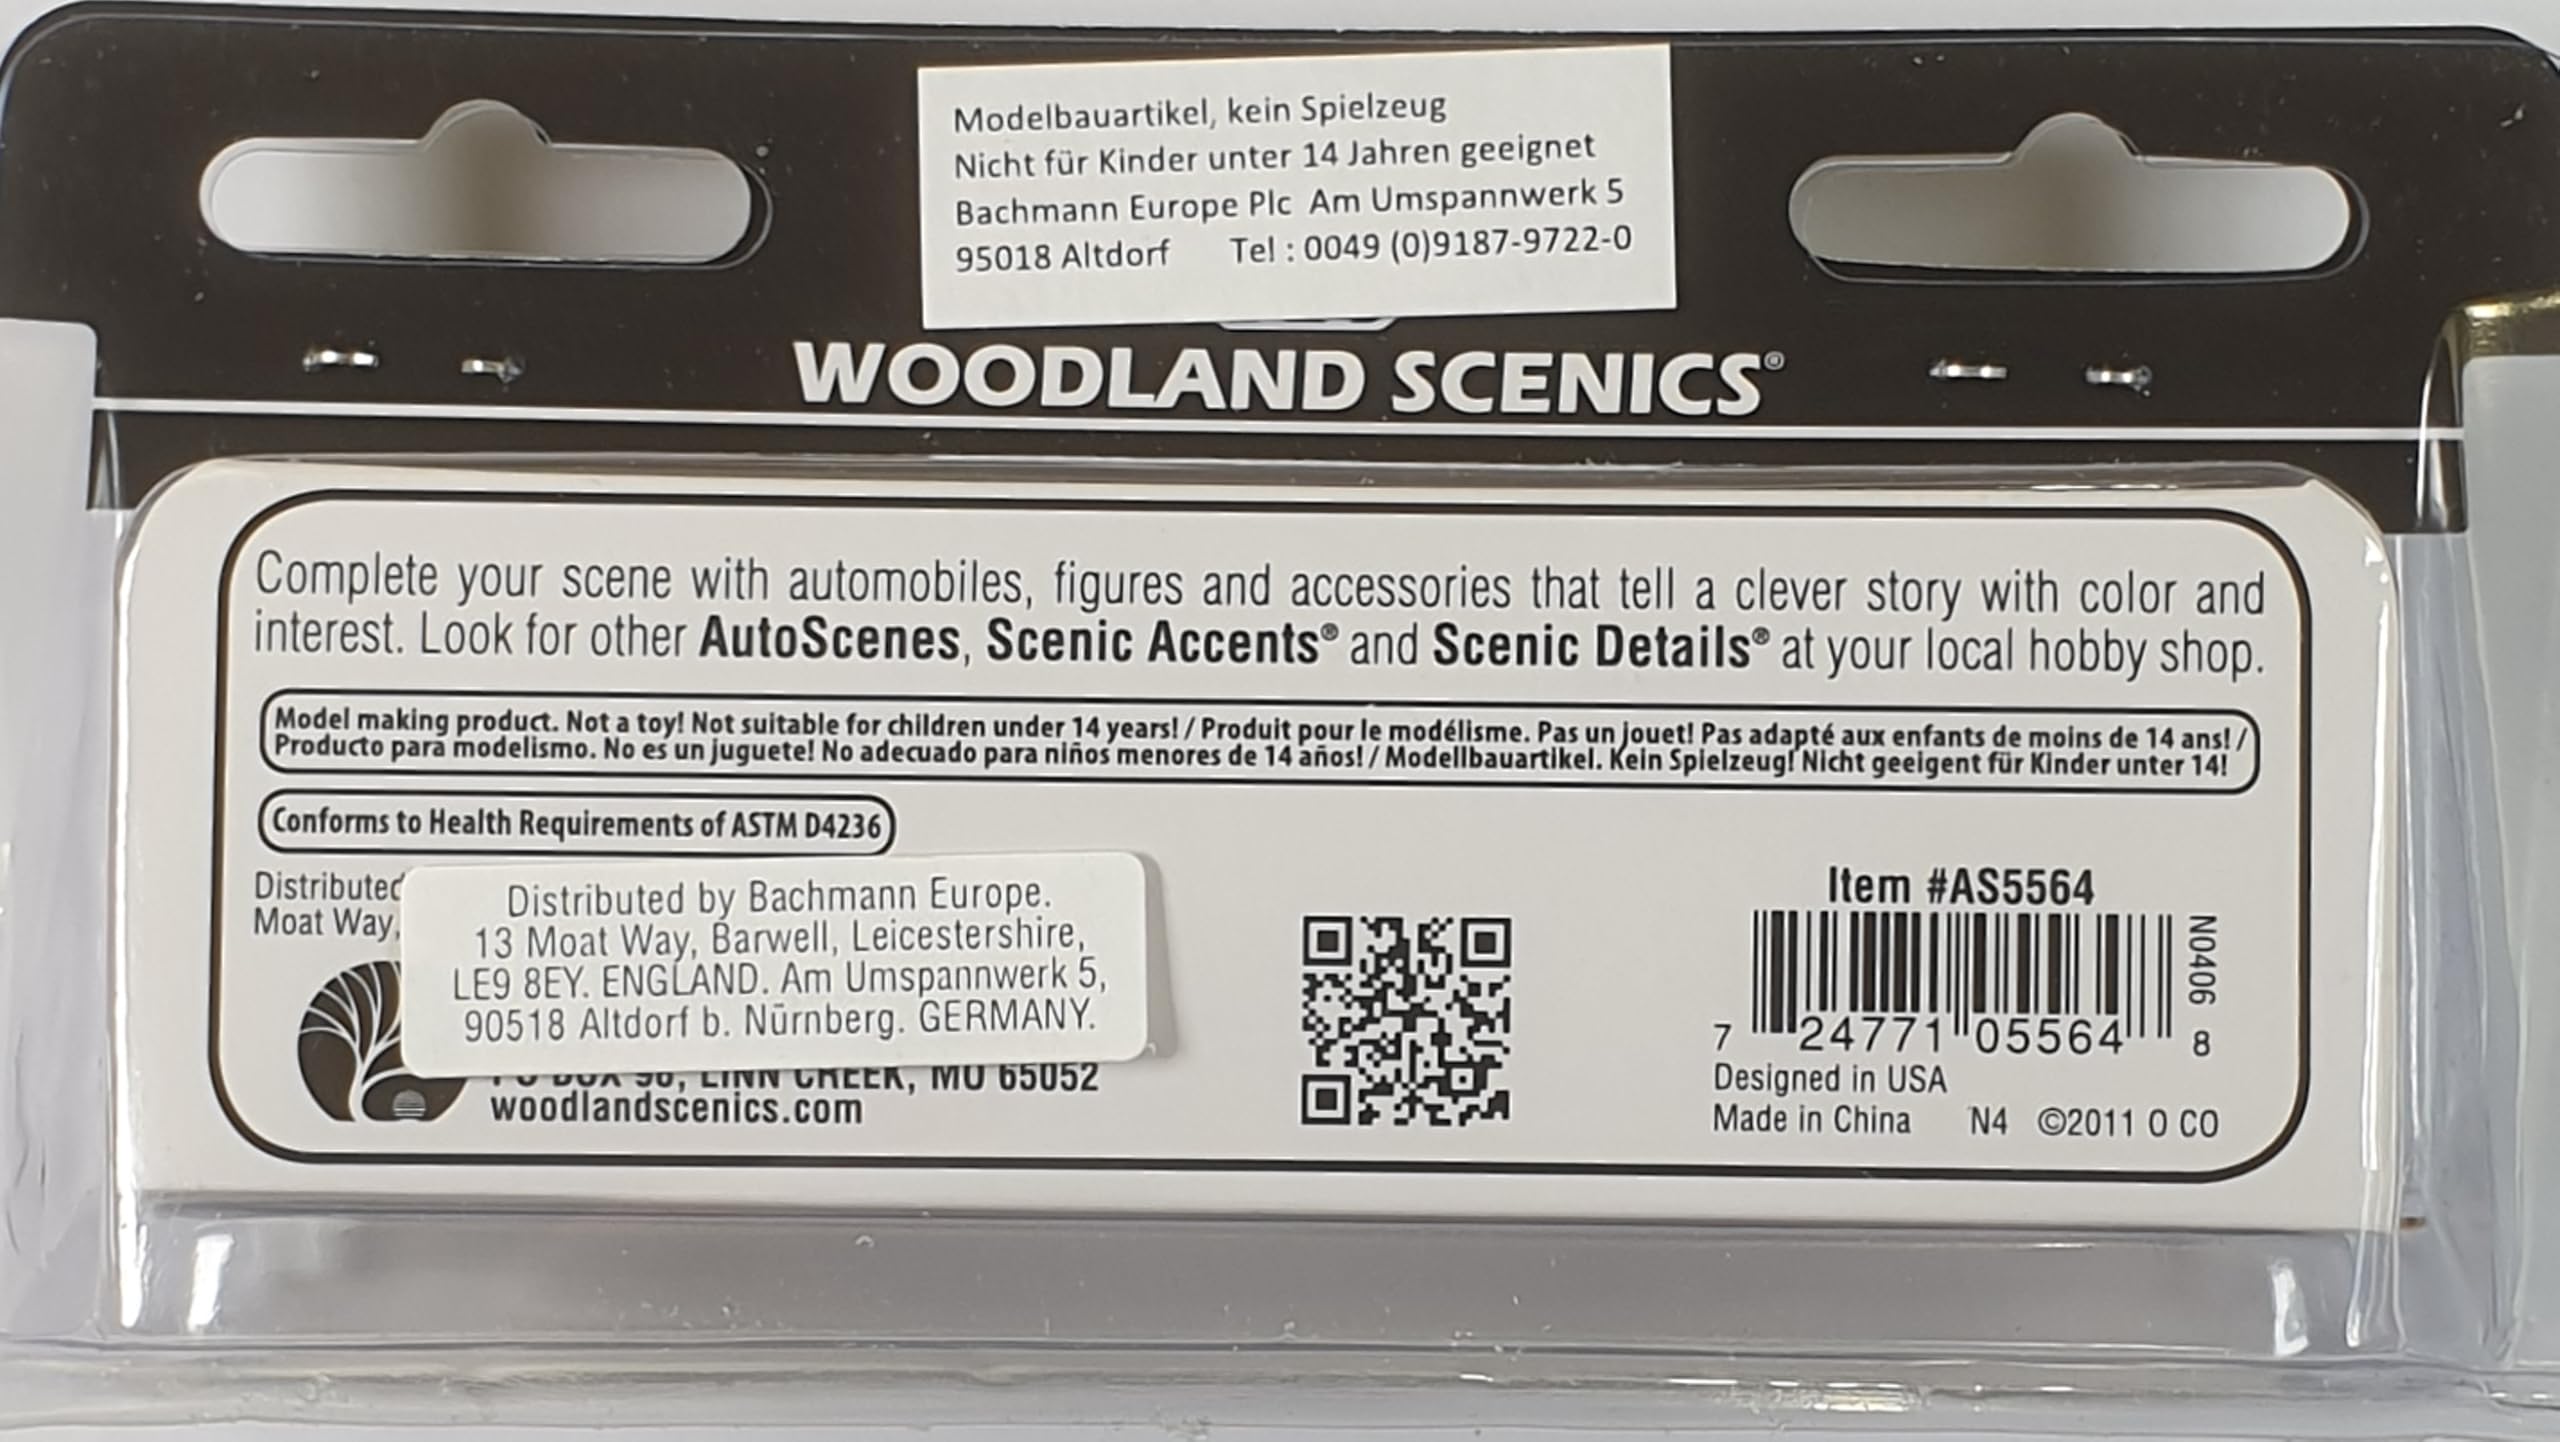 Modelbauartikel, kein Spielzeug
Nicht für Kinder unter 14 Jahren geeignet
Bachmann Europe Plc Am Umspannwerk 5
95018 Altdorf Tel : 0049 (0)9187-9722-0
WOODLAND SCENICS®
Complete your scene with automobiles, figures and accessories that tell a clever story with color and
interest. Look for other AutoScenes, Scenic Accents® and Scenic Details® at your local hobby shop.
Model making product. Not a toy! Not suitable for children under 14 years! / Produit pour le modélisme. Pas un jouet! Pas adapté aux enfants de moins de 14 ans! /
Producto para modelismo. No es un juguete! No adecuado para niños menores de 14 años! / Modellbauartikel. Kein Spielzeug! Nicht geeigent für Kinder unter 14!
Conforms to Health Requirements of ASTM D4236
Distributed
Moat Way,
Distributed by Bachmann Europe.
13 Moat Way, Barwell, Leicestershire,
LE9 8EY. ENGLAND. Am Umspannwerk 5,
90518 Altdorf b. Nürnberg. GERMANY.
PO BOX 98, LINN CREEK, MO 65052
woodlandscenics.com
Item #AS5564
N0406
7 24771 05564 8
Designed in USA
Made in China N4 ©2011 O CO